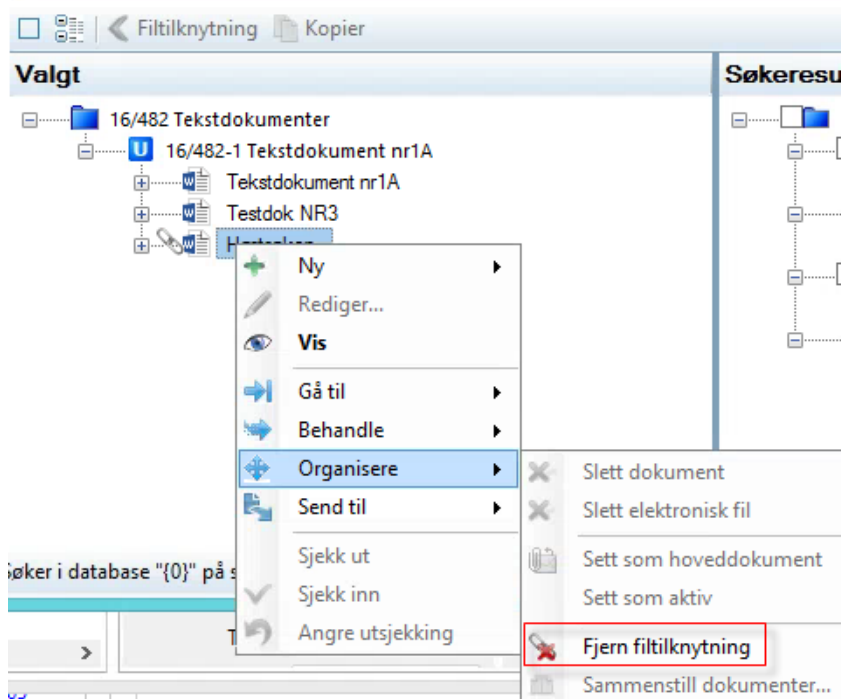 Filtilknytning Kopier
Valgt
Søkeresu
16/482 Tekstdokumenter
16/482-1 Tekstdokument nr1A
Tekstdokument nr1A
Testdok NR3
Ny
Rediger...
Vis
Gå til
Behandle
Organisere
Send til
Sjekk ut
Sjekk inn
Angre utsjekking
Slett dokument
Slett elektronisk fil
Sett som hoveddokument
Sett som aktiv
Fjern filtilknytning
Sammenstill dokumenter...
Søker i database "{0}" på s
T